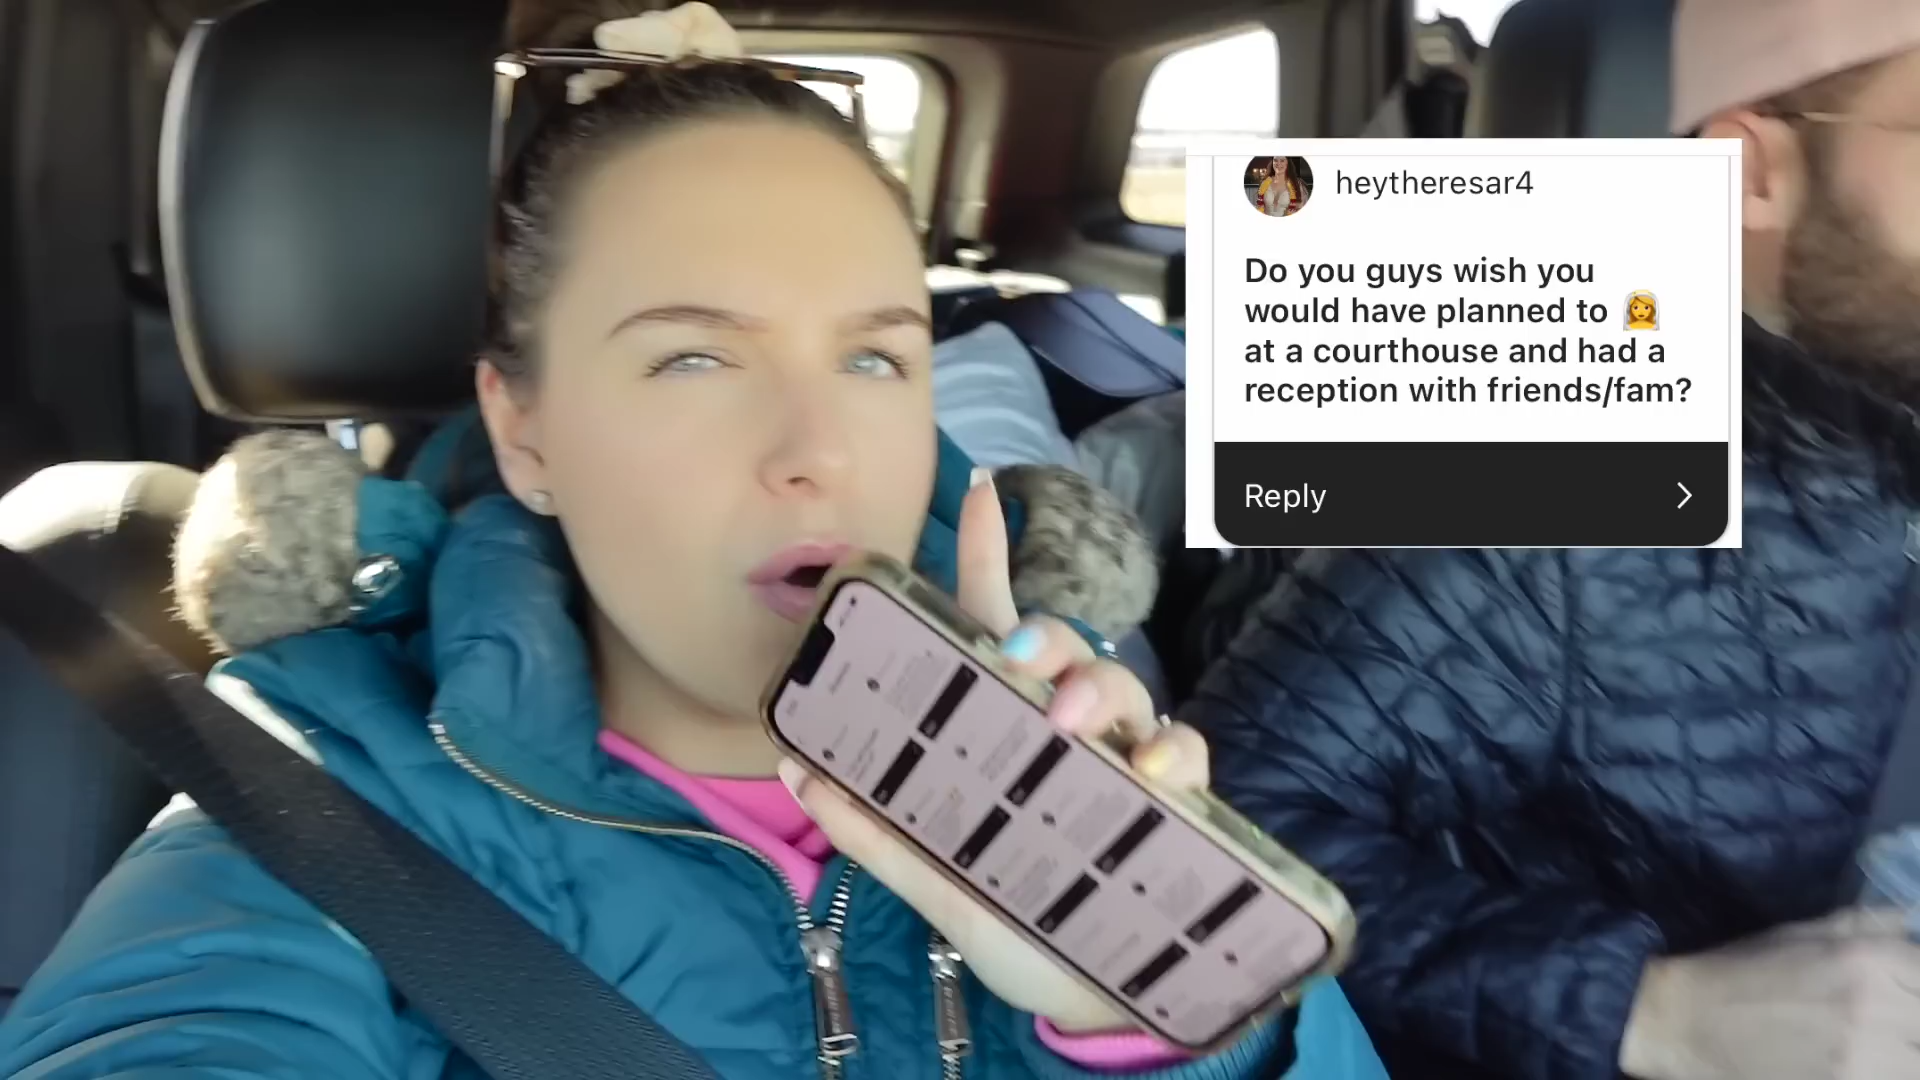 heytheresar4
Do you guys wish you
would have planned to 👰
at a courthouse and had a
reception with friends/fam?
Reply